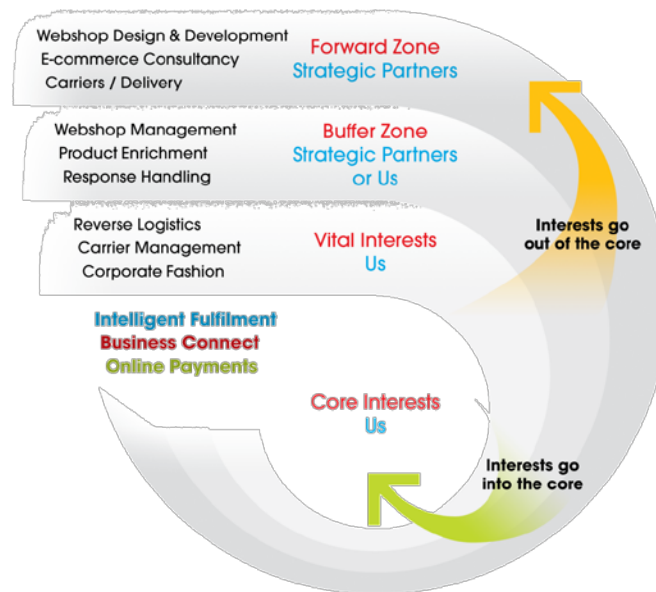 Webshop Design & Development
E-commerce Consultancy
Carriers / Delivery
Forward Zone
Strategic Partners
Webshop Management
Product Enrichment
Response Handling
Buffer Zone
Strategic Partners
or Us
Reverse Logistics
Carrier Management
Corporate Fashion
Vital Interests
Us
Interests go
out of the core
Intelligent Fulfilment
Business Connect
Online Payments
Core Interests
Us
Interests go
into the core